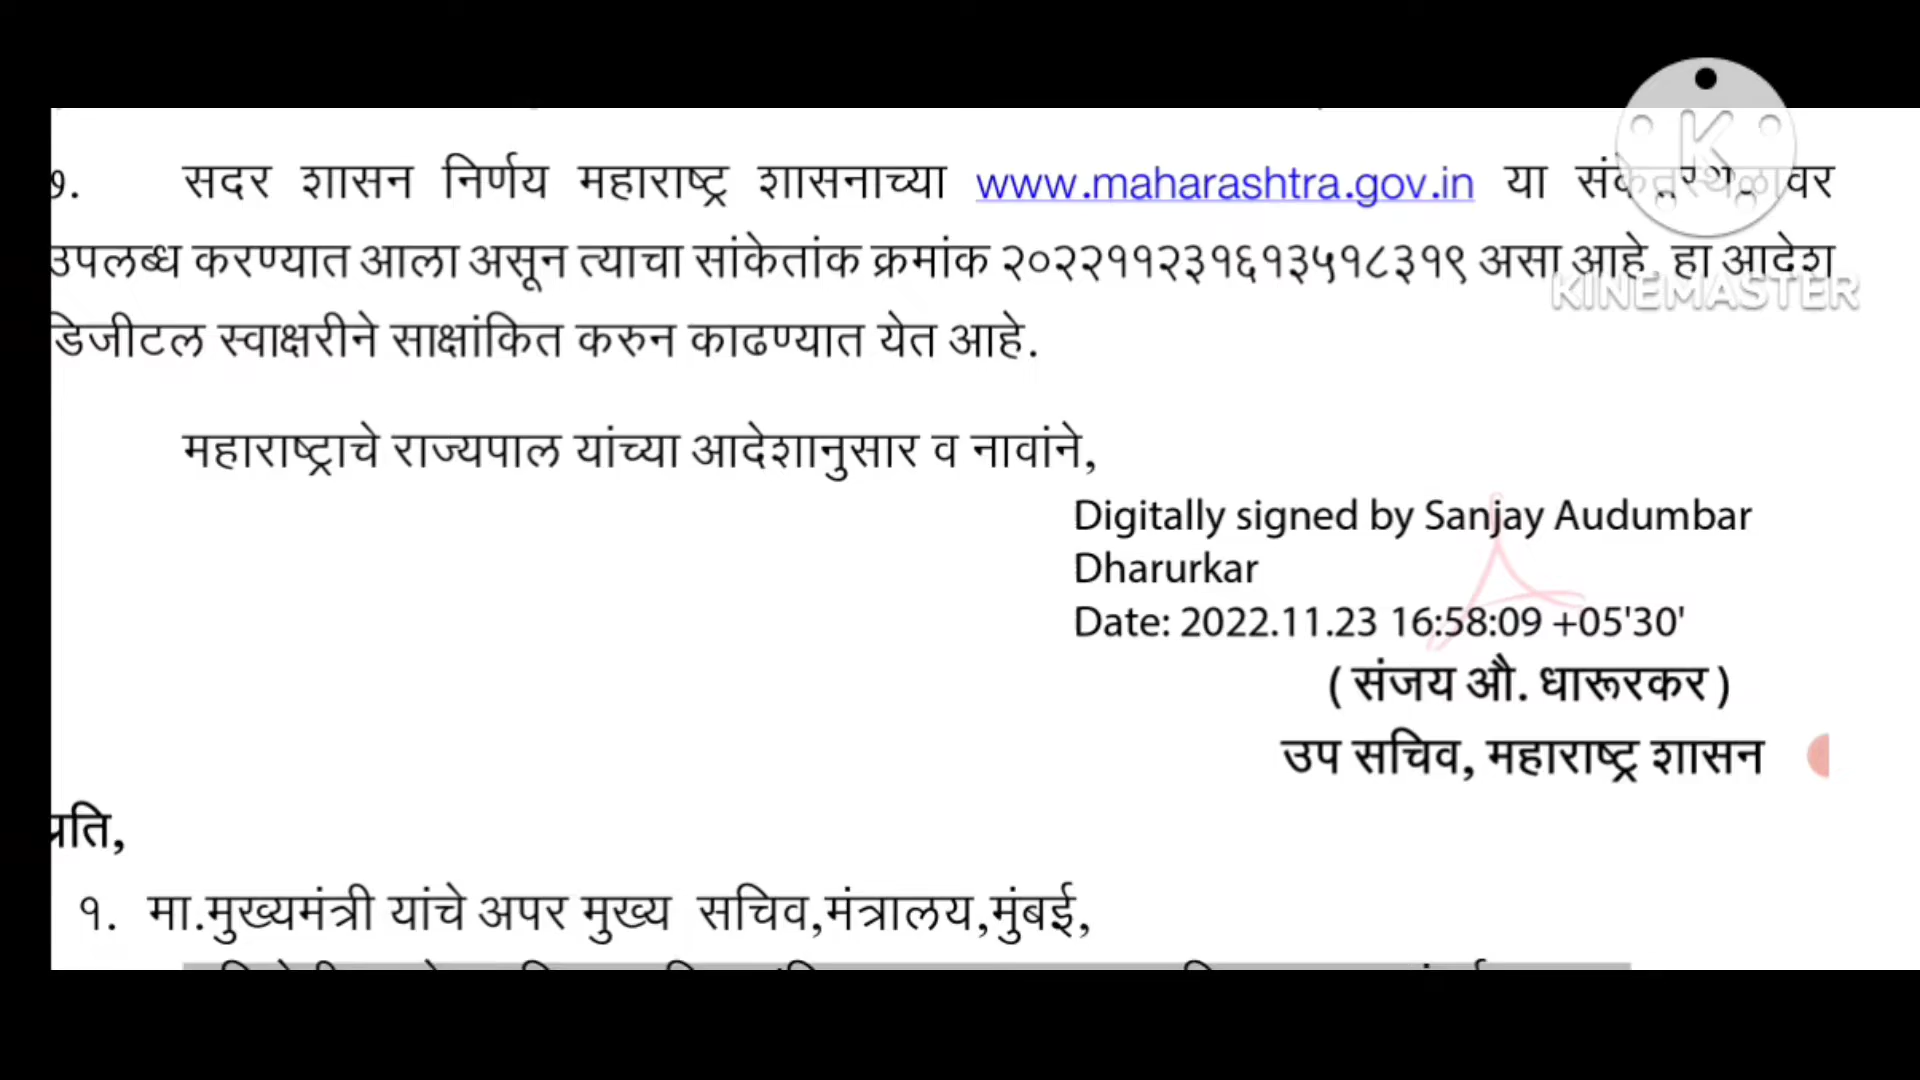 ७. सदर शासन निर्णय महाराष्ट्र शासनाच्या www.maharashtra.gov.in या संकेतस्थळावर
उपलब्ध करण्यात आला असून त्याचा सांकेतांक क्रमांक २०२२११२३१६१३५१८३१९ असा आहे. हा आदेश
डिजीटल स्वाक्षरीने साक्षांकित करुन काढण्यात येत आहे.
महाराष्ट्राचे राज्यपाल यांच्या आदेशानुसार व नावांने,
Digitally signed by Sanjay Audumbar
Dharurkar
Date: 2022.11.23 16:58:09 +05'30'
( संजय औ. धारूरकर )
उप सचिव, महाराष्ट्र शासन
प्रति,
१. मा.मुख्यमंत्री यांचे अपर मुख्य सचिव,मंत्रालय,मुंबई,
K
KINEMASTER